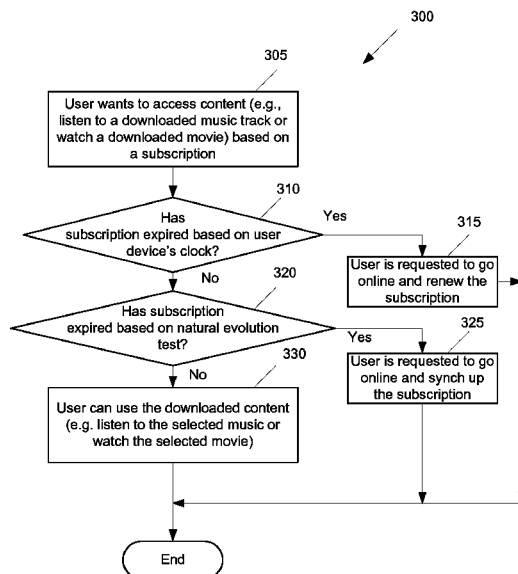 300
305
User wants to access content (e.g.,
listen to a downloaded music track or
watch a downloaded movie) based on
a subscription
310
Has
subscription expired based on user
device's clock?
Yes
315
User is requested to go
online and renew the
subscription
No
320
Has subscription
expired based on natural evolution
test?
Yes
325
User is requested to go
online and synch up
the subscription
No
330
User can use the downloaded content
(e.g. listen to the selected music or
watch the selected movie)
End